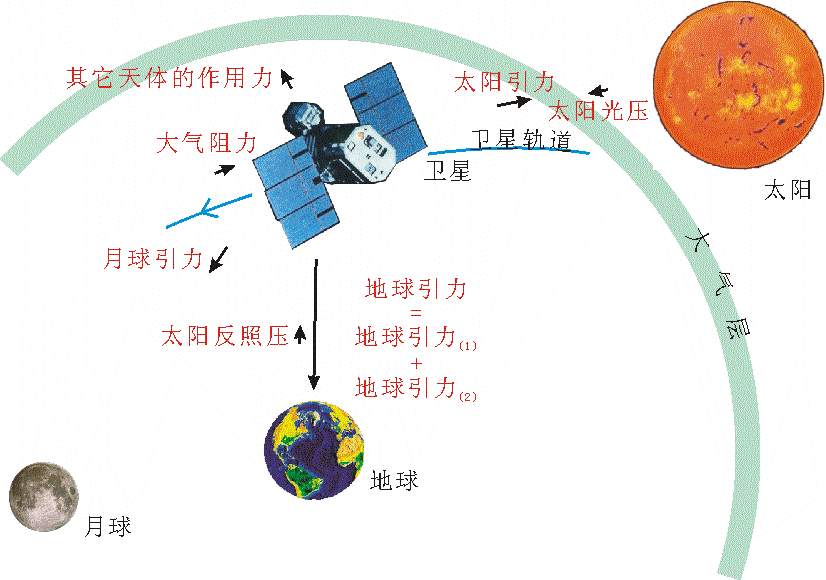 其它天体的作用力
太阳引力
太阳光压
大气阻力
卫星轨道
卫星
太阳
月球引力
大气层
地球引力
=
太阳反照压
地球引力(1)
+
地球引力(2)
地球
月球